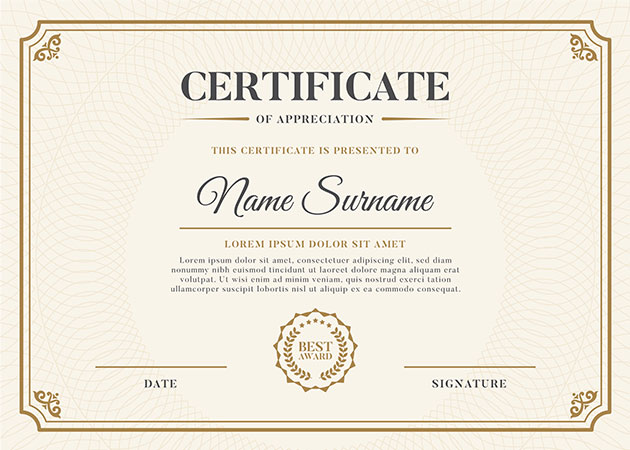 CERTIFICATE
OF APPRECIATION
THIS CERTIFICATE IS PRESENTED TO
Name Surname
LOREM IPSUM DOLOR SIT AMET
Lorem ipsum dolor sit amet, consectetuer adipiscing elit, sed diam
nonummy nibh euismod tincidunt ut laoreet dolore magna aliquam erat
volutpat. Ut wisi enim ad minim veniam, quis nostrud exerci tation
ullamcorper suscipit lobortis nisl ut aliquip ex ea commodo consequat.
BEST
AWARD
DATE
SIGNATURE